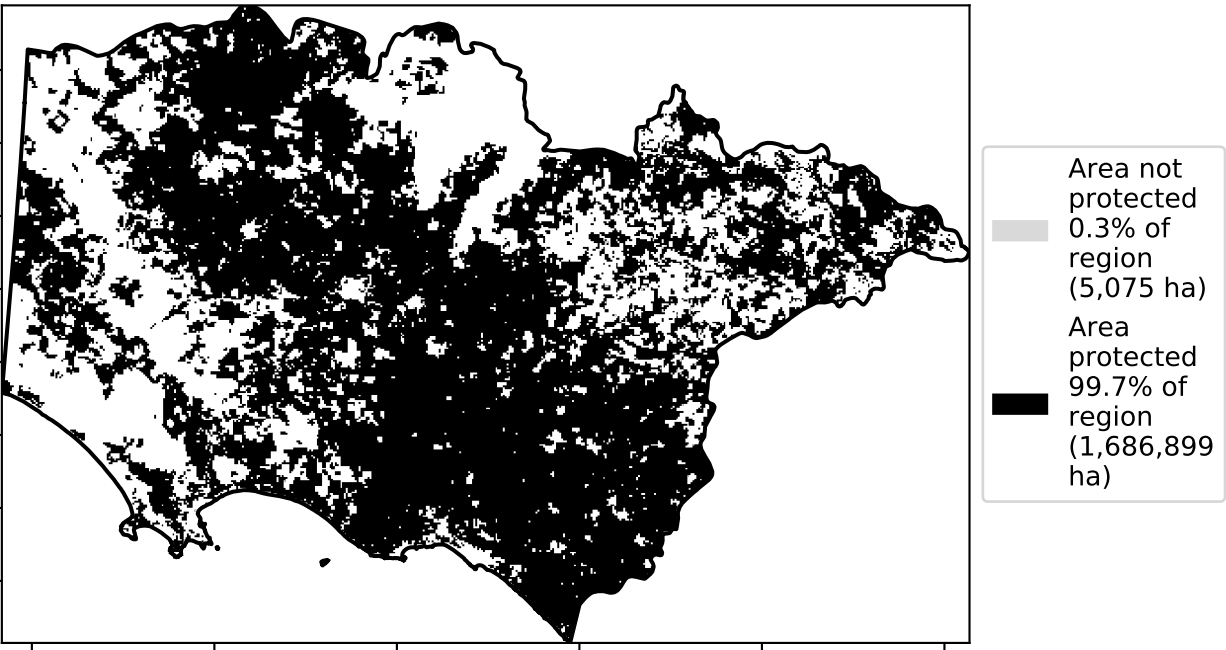 Area not
protected
0.3% of
region
(5,075 ha)
Area
protected
99.7% of
region
(1,686,899
ha)